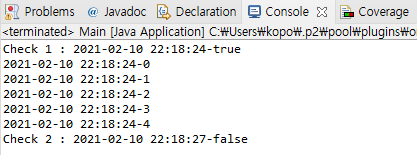 Problems @ Javadoc Declaration Console Coverage
<terminated> Main [Java Application] C:₩Users₩kopo₩.p2₩pool₩plugins₩o
Check 1 : 2021-02-10 22:18:24-true
2021-02-10 22:18:24-0
2021-02-10 22:18:24-1
2021-02-10 22:18:24-2
2021-02-10 22:18:24-3
2021-02-10 22:18:24-4
Check 2 : 2021-02-10 22:18:27-false